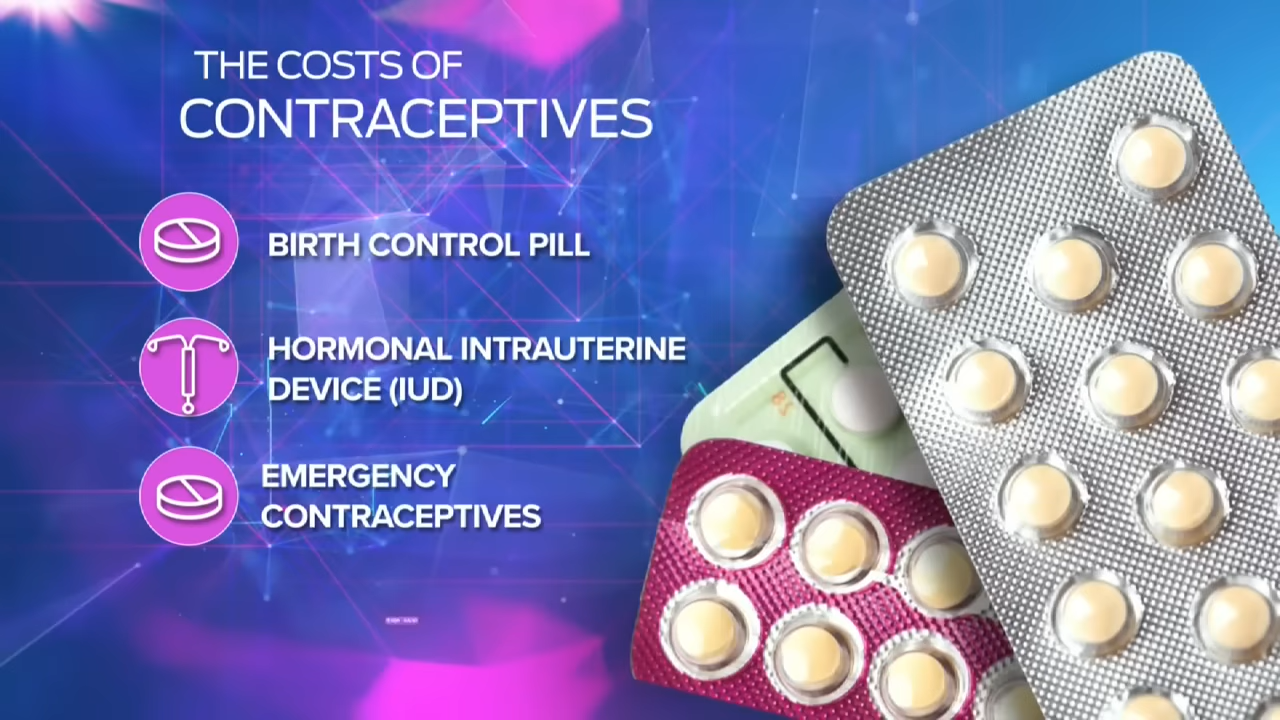 THE COSTS OF
CONTRACEPTIVES
BIRTH CONTROL PILL
HORMONAL INTRAUTERINE
DEVICE (IUD)
EMERGENCY
CONTRACEPTIVES